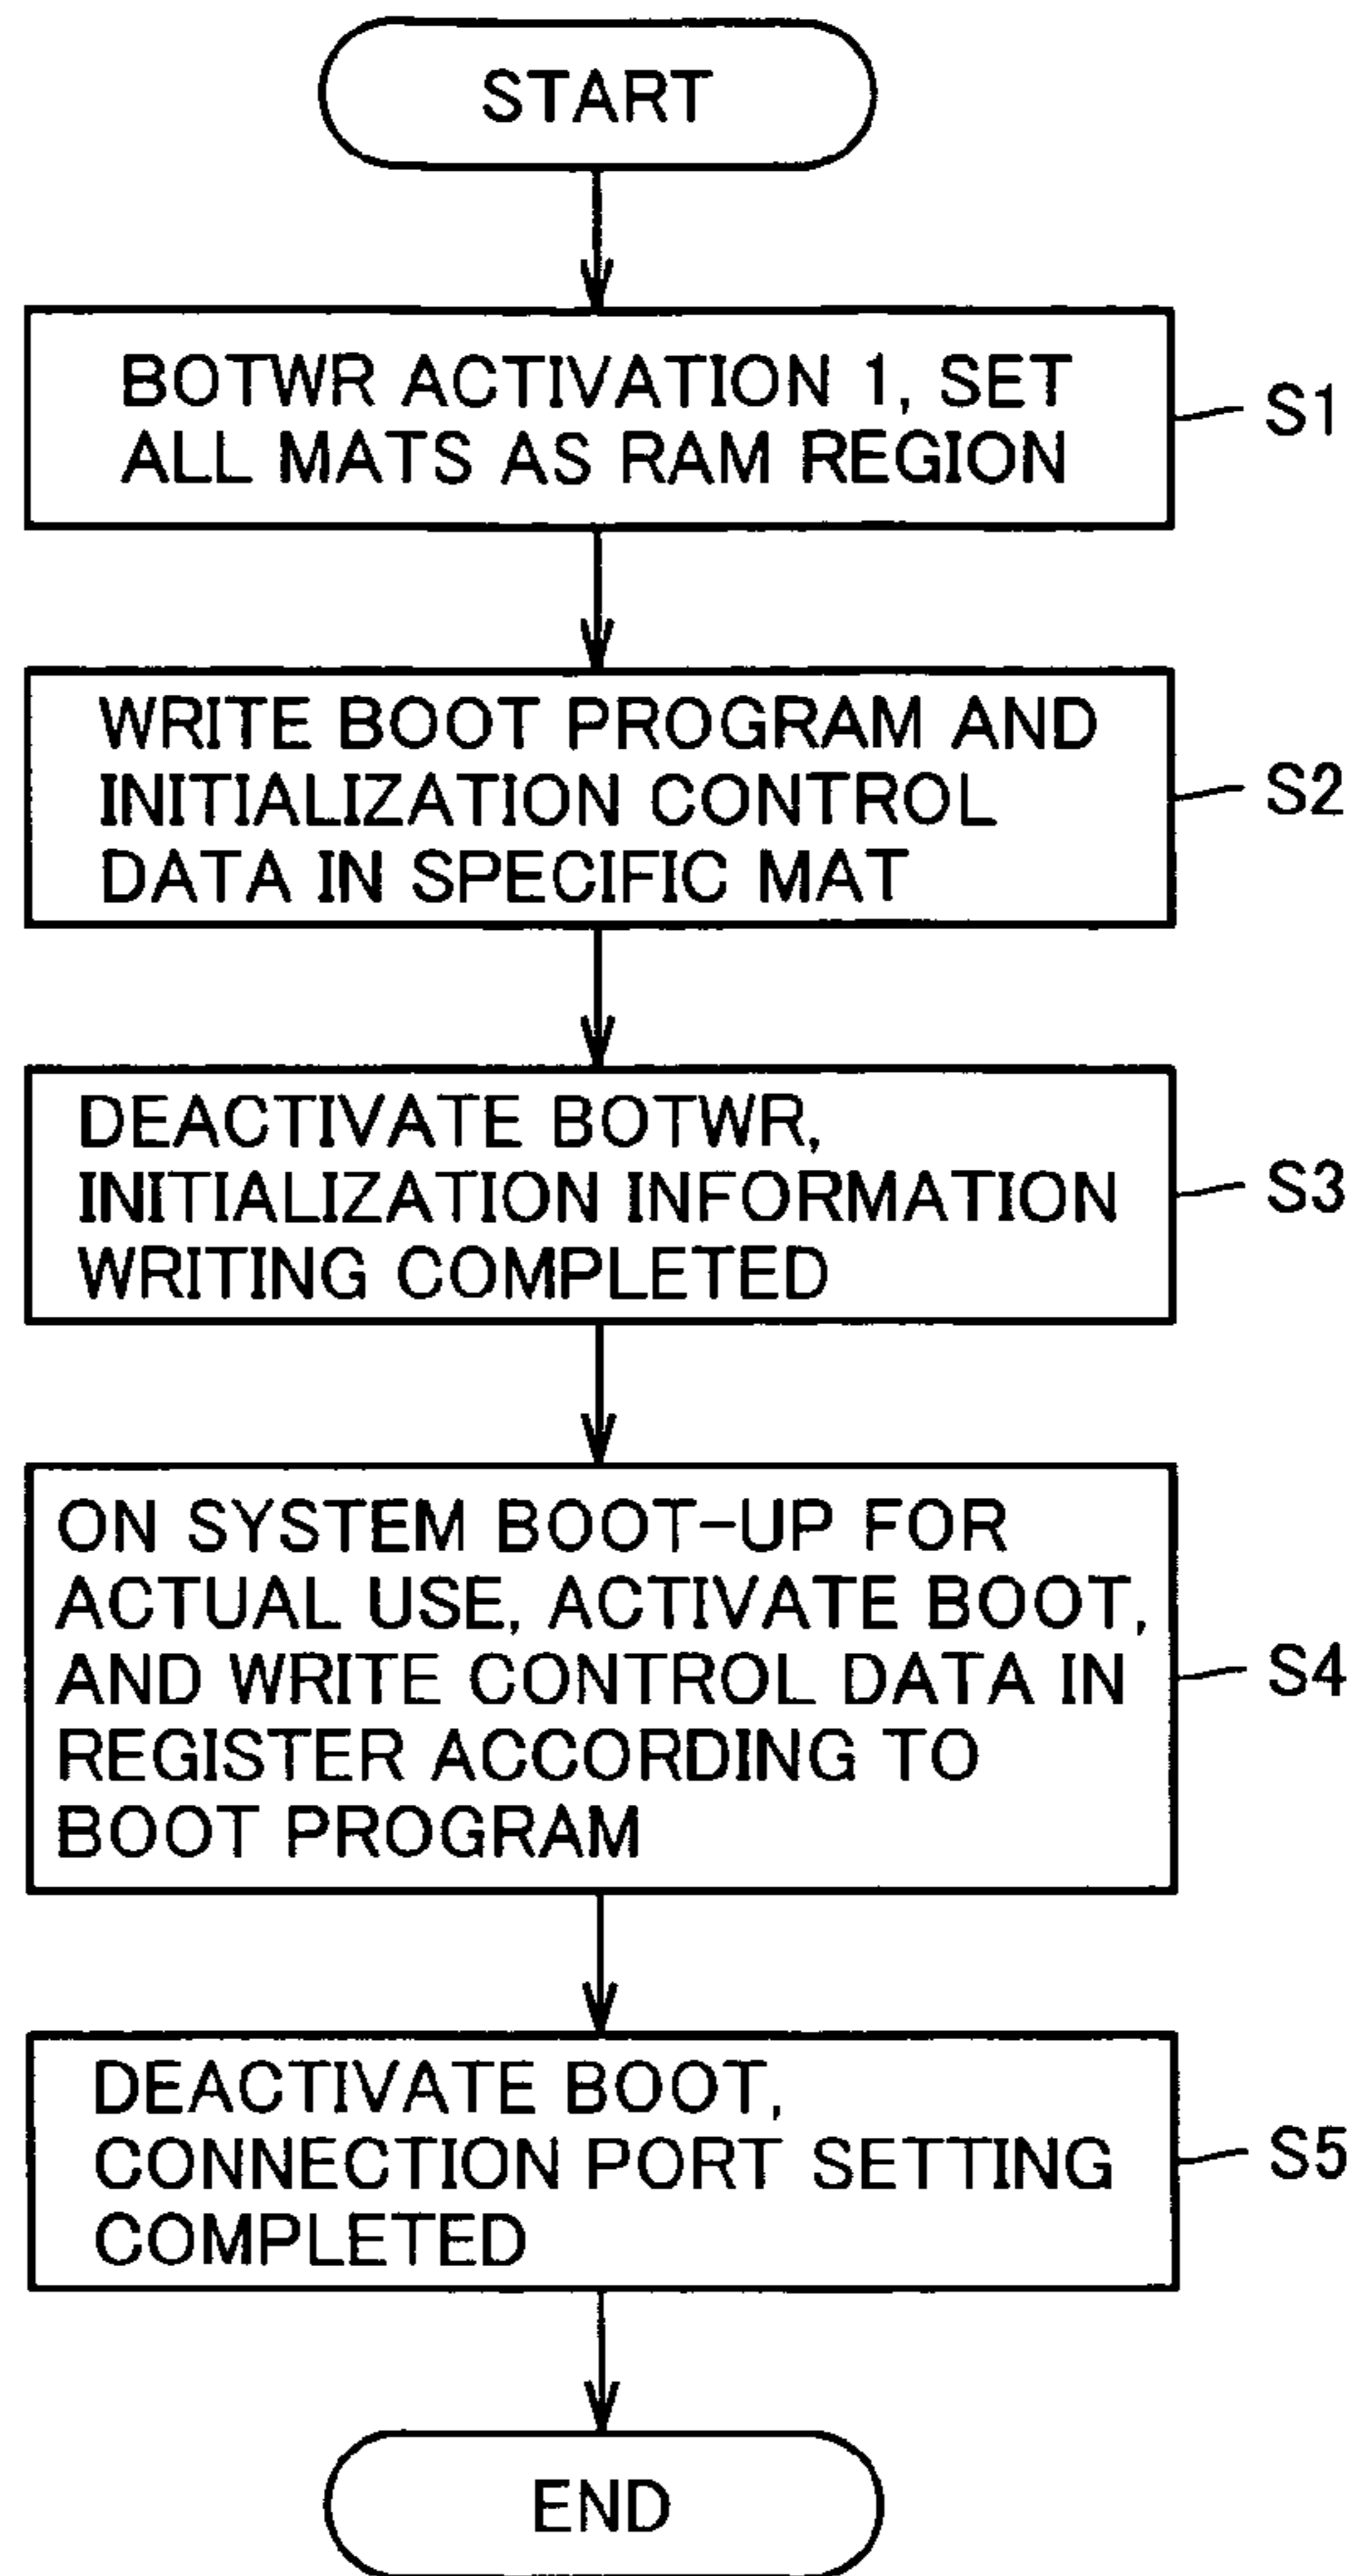 START
BOTWR ACTIVATION 1, SET
ALL MATS AS RAM REGION
S1
WRITE BOOT PROGRAM AND
INITIALIZATION CONTROL
DATA IN SPECIFIC MAT
S2
DEACTIVATE BOTWR,
INITIALIZATION INFORMATION
WRITING COMPLETED
S3
ON SYSTEM BOOT-UP FOR
ACTUAL USE, ACTIVATE BOOT,
AND WRITE CONTROL DATA IN
REGISTER ACCORDING TO
BOOT PROGRAM
S4
DEACTIVATE BOOT,
CONNECTION PORT SETTING
COMPLETED
S5
END